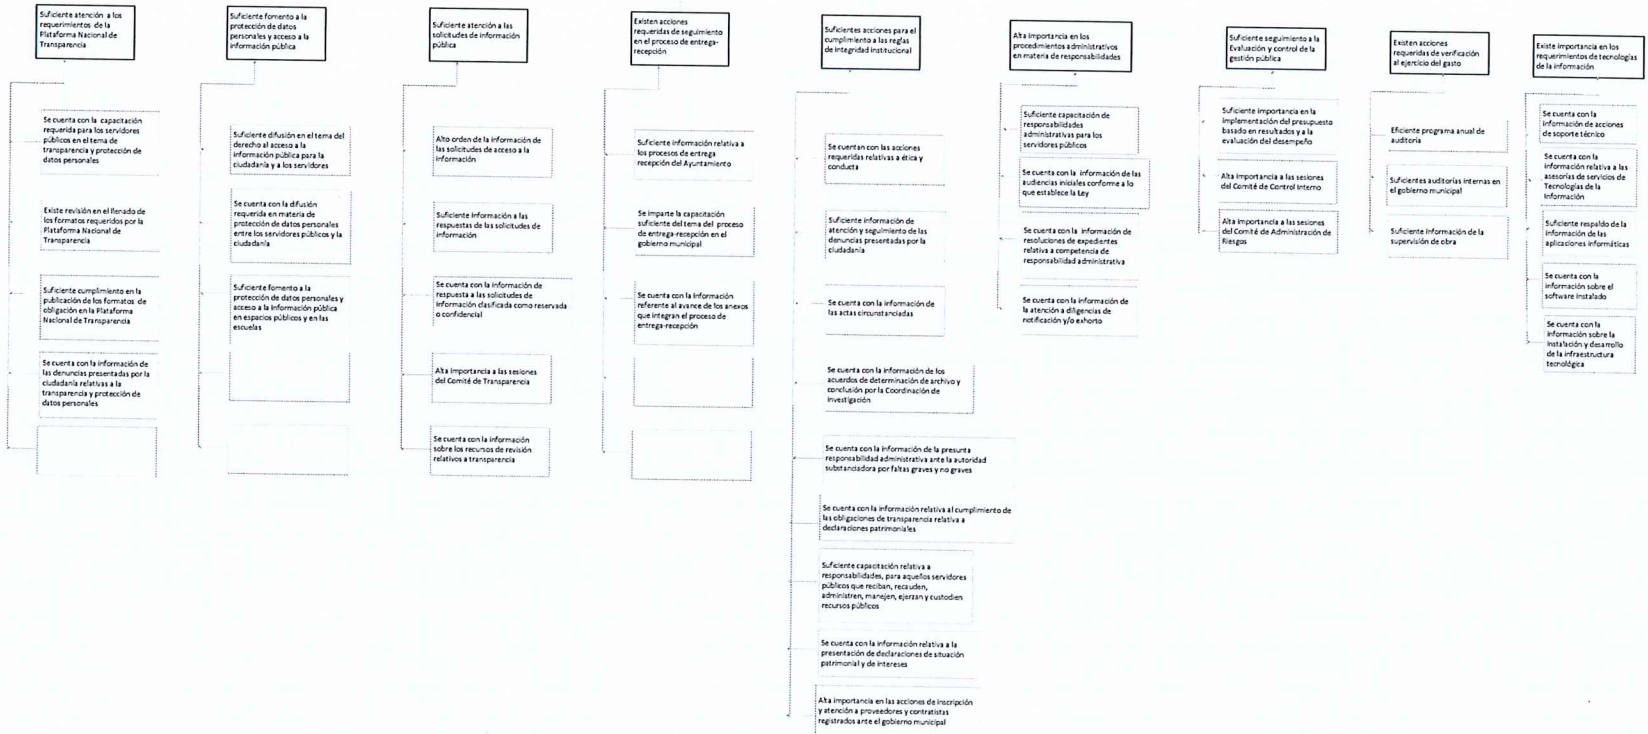 Suficiente atención a los
requerimientos de la
Plataforma Nacional de
Transparencia
Se cuenta con la capacitación
requerida para los servidores
públicos en el tema de
transparencia y protección de
datos personales
Existe revisión en el llenado de
los formatos requeridos por la
Plataforma Nacional de
Transparencia
Suficiente cumplimiento en la
publicación de los formatos de
obligación en la Plataforma
Nacional de Transparencia
Se cuenta con la información de
las denuncias presentadas por la
ciudadanía relativas a la
transparencia y protección de
datos personales
Suficiente fomento a la
protección de datos
personales y acceso a la
información pública
Suficiente difusión en el tema del
derecho al acceso a la
información pública para la
ciudadanía y a los servidores
Se cuenta con la difusión
requerida en materia de
protección de datos personales
entre los servidores públicos y la
ciudadanía
Suficiente fomento a la
protección de datos personales y
acceso a la información pública
en espacios públicos y en las
escuelas
Suficiente atención a las
solicitudes de información
pública
Alto orden de la información de
las solicitudes de acceso a la
información
Suficiente información a las
respuestas de las solicitudes de
información
Se cuenta con la información de
respuesta a las solicitudes de
información clasificada como reservada
o confidencial
Alta importancia a las sesiones
del Comité de Transparencia
Se cuenta con la información
sobre los recursos de revisión
relativos a transparencia
Existen acciones
requeridas de seguimiento
en el proceso de entrega-
recepción
Suficiente información relativa a
los procesos de entrega
recepción del Ayuntamiento
Se imparte la capacitación
suficiente del tema del proceso
de entrega-recepción en el
gobierno municipal
Se cuenta con la información
referente al avance de los anexos
que integran el proceso de
entrega-recepción
Suficientes acciones para el
cumplimiento a las reglas
de integridad institucional
Se cuentan con las acciones
requeridas relativas a ética y
conducta
Suficiente información de
atención y seguimiento de las
denuncias presentadas por la
ciudadanía
Se cuenta con la información de
las actas circunstanciadas
Se cuenta con la información de los
acuerdos de determinación de archivo y
conclusión por la Coordinación de
Investigación
Se cuenta con la información de la presunta
responsabilidad administrativa ante la autoridad
substanciadora por faltas graves y no graves
Se cuenta con la información relativa al cumplimiento de
las obligaciones de transparencia relativa a
declaraciones patrimoniales
Suficiente capacitación relativa a
responsabilidades, para aquellos servidores
públicos que reciban, recauden,
administren, manejen, ejerzan y custodien
recursos públicos
Se cuenta con la información relativa a la
presentación de declaraciones de situación
patrimonial y de intereses
Alta importancia en las acciones de inscripción
y atención a proveedores y contratistas
registrados ante el gobierno municipal
Alta importancia en los
procedimientos administrativos
en materia de responsabilidades
Suficiente capacitación de
responsabilidades
administrativas para los
servidores públicos
Se cuenta con la información de las
audiencias iniciales conforme a lo
que establece la Ley
Se cuenta con la información de
resoluciones de expedientes
relativa a competencia de
responsabilidad administrativa
Se cuenta con la información de
la atención a diligencias de
notificación y/o exhorto
Suficiente seguimiento a la
Evaluación y control de la
gestión pública
Suficiente importancia en la
implementación del presupuesto
basado en resultados y a la
evaluación del desempeño
Alta importancia a las sesiones
del Comité de Control Interno
Alta importancia a las sesiones
del Comité de Administración de
Riesgos
Existen acciones
requeridas de verificación
al ejercicio del gasto
Eficiente programa anual de
auditoría
Suficientes auditorías internas en
el gobierno municipal
Suficiente información de la
supervisión de obra
Existe importancia en los
requerimientos de tecnologías
de la información
Se cuenta con la
información de acciones
de soporte técnico
Se cuenta con la
información relativa a las
asesorías de servicios de
Tecnologías de la
Información
Suficiente respaldo de la
información de las
aplicaciones informáticas
Se cuenta con la
información sobre el
software instalado
Se cuenta con la
información sobre la
instalación y desarrollo
de la infraestructura
tecnológica